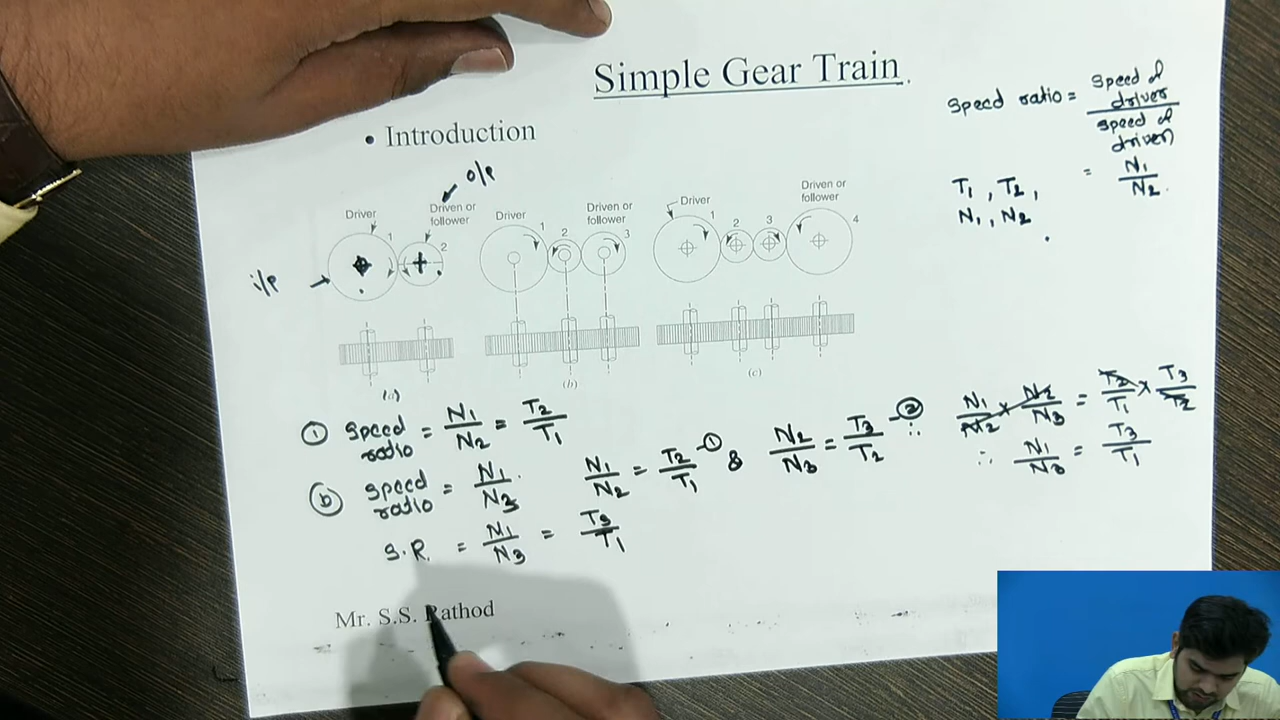 Simple Gear Train
• Introduction
Speed ratio = Speed of driver / Speed of driven
= N1/N2
T1, T2,
N1, N2
O/P
i/P
Driver
Driven or
follower
1
2
Driver
Driven or
follower
1
2
3
Driver
Driven or
follower
1
2
3
4
(a)
(b)
(c)
① Speed ratio = N1/N2 = T2/T1
ⓑ Speed ratio = N1/N3
N1/N2 = T2/T1 -① & N2/N3 = T3/T2 -②
∴ N1/N2 × N2/N3 = T2/T1 × T3/T2
∴ N1/N3 = T3/T1
S.R. = N1/N3 = T3/T1
Mr. S.S. Rathod